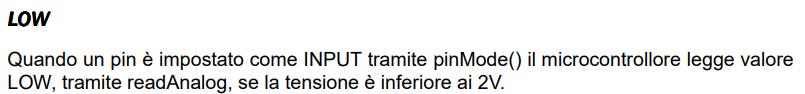 LOW
Quando un pin è impostato come INPUT tramite pinMode() il microcontrollore legge valore
LOW, tramite readAnalog, se la tensione è inferiore ai 2V.